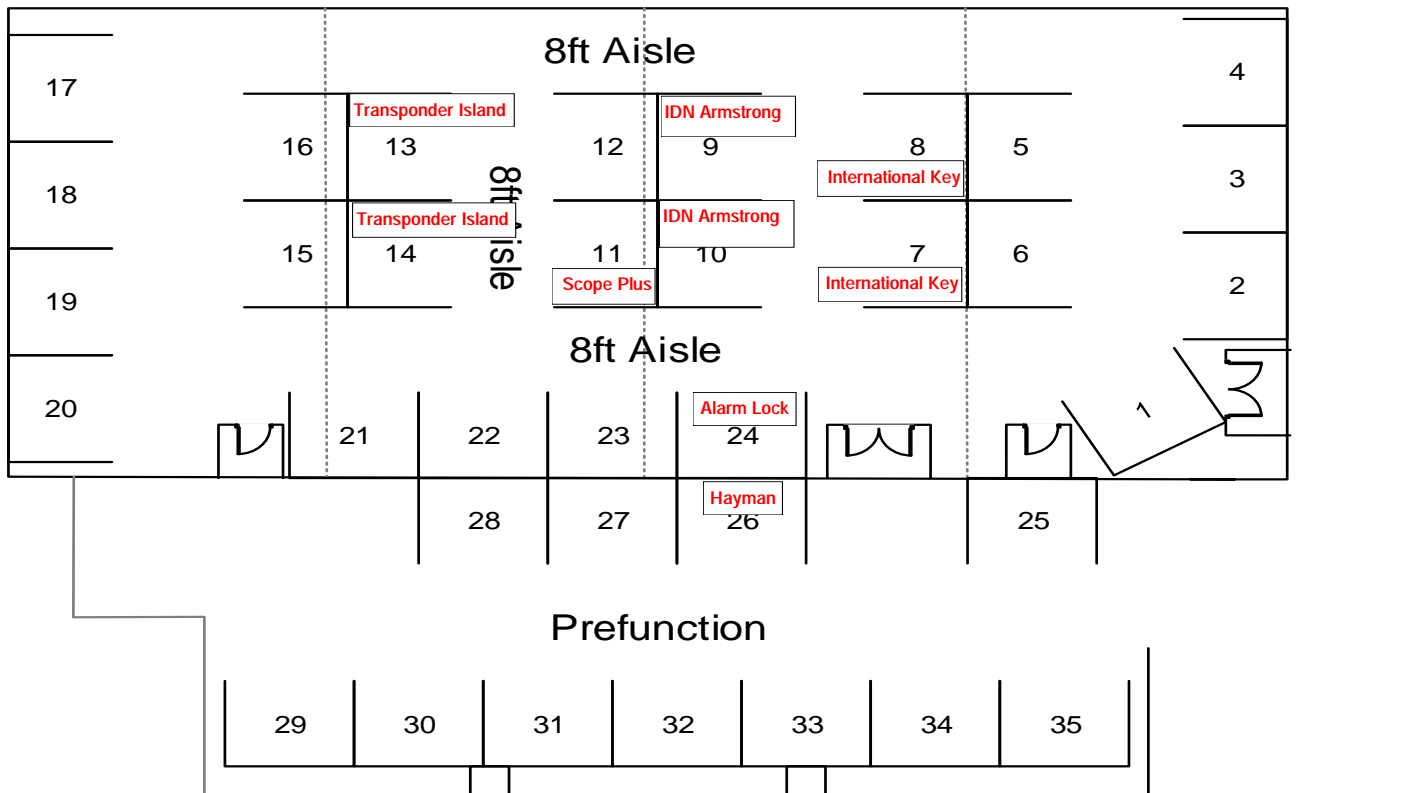 8ft Aisle
17
4
Transponder Island
IDN Armstrong
16
13
12
9
8
5
International Key
3
18
8ft Aisle
Transponder Island
IDN Armstrong
15
14
11
10
7
6
Scope Plus
International Key
2
19
8ft Aisle
20
Alarm Lock
1
21
22
23
24
Hayman
28
27
26
25
Prefunction
29
30
31
32
33
34
35